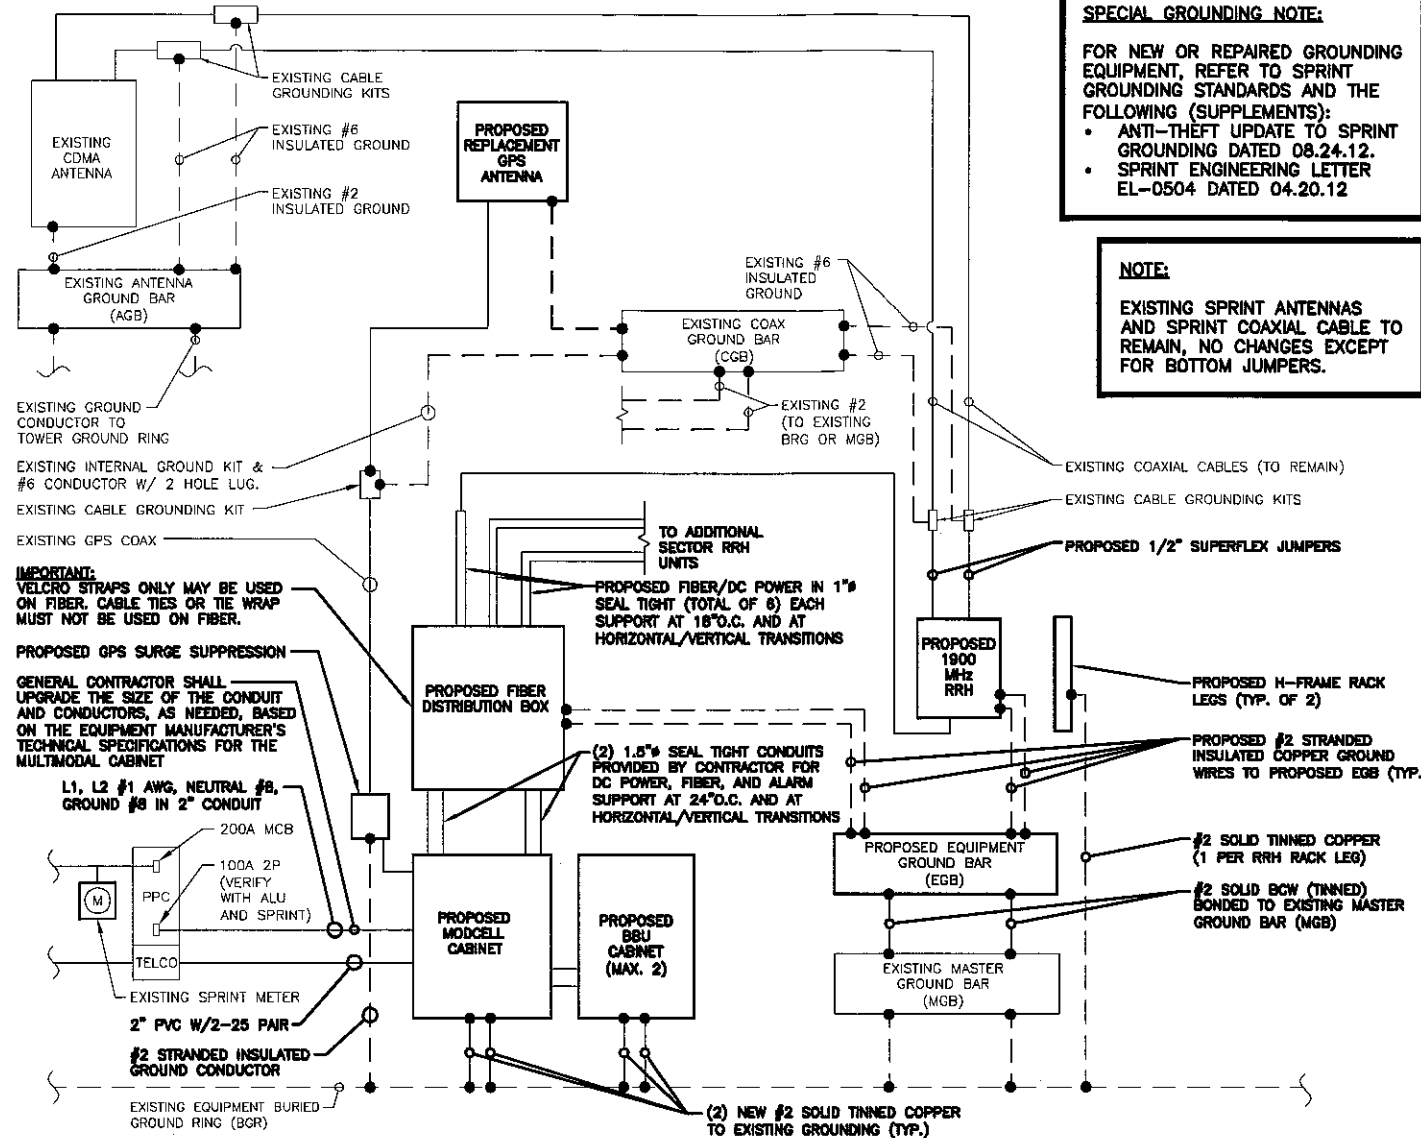 SPECIAL GROUNDING NOTE:
FOR NEW OR REPAIRED GROUNDING
EQUIPMENT, REFER TO SPRINT
GROUNDING STANDARDS AND THE
FOLLOWING (SUPPLEMENTS):
• ANTI-THEFT UPDATE TO SPRINT
GROUNDING DATED 08.24.12.
• SPRINT ENGINEERING LETTER
EL-0504 DATED 04.20.12
NOTE:
EXISTING SPRINT ANTENNAS
AND SPRINT COAXIAL CABLE TO
REMAIN, NO CHANGES EXCEPT
FOR BOTTOM JUMPERS.
EXISTING CABLE
GROUNDING KITS
EXISTING
CDMA
ANTENNA
EXISTING #6
INSULATED GROUND
EXISTING #2
INSULATED GROUND
PROPOSED
REPLACEMENT
GPS
ANTENNA
EXISTING ANTENNA
GROUND BAR
(AGB)
EXISTING #6
INSULATED
GROUND
EXISTING COAX
GROUND BAR
(CGB)
EXISTING #2
(TO EXISTING
BRG OR MGB)
EXISTING GROUND
CONDUCTOR TO
TOWER GROUND RING
EXISTING INTERNAL GROUND KIT &
#6 CONDUCTOR W/ 2 HOLE LUG.
EXISTING CABLE GROUNDING KIT
EXISTING GPS COAX
EXISTING COAXIAL CABLES (TO REMAIN)
EXISTING CABLE GROUNDING KITS
PROPOSED 1/2" SUPERFLEX JUMPERS
TO ADDITIONAL
SECTOR RRH
UNITS
PROPOSED FIBER/DC POWER IN 1"ø
SEAL TIGHT (TOTAL OF 6) EACH
SUPPORT AT 18"O.C. AND AT
HORIZONTAL/VERTICAL TRANSITIONS
IMPORTANT:
VELCRO STRAPS ONLY MAY BE USED
ON FIBER. CABLE TIES OR TIE WRAP
MUST NOT BE USED ON FIBER.
PROPOSED GPS SURGE SUPPRESSION
GENERAL CONTRACTOR SHALL
UPGRADE THE SIZE OF THE CONDUIT
AND CONDUCTORS, AS NEEDED, BASED
ON THE EQUIPMENT MANUFACTURER'S
TECHNICAL SPECIFICATIONS FOR THE
MULTIMODAL CABINET
PROPOSED FIBER
DISTRIBUTION BOX
PROPOSED
1900
MHz
RRH
PROPOSED H-FRAME RACK
LEGS (TYP. OF 2)
PROPOSED #2 STRANDED
INSULATED COPPER GROUND
WIRES TO PROPOSED EGB (TYP.
(2) 1.5"ø SEAL TIGHT CONDUITS
PROVIDED BY CONTRACTOR FOR
DC POWER, FIBER, AND ALARM
SUPPORT AT 24"O.C. AND AT
HORIZONTAL/VERTICAL TRANSITIONS
L1, L2 #1 AWG, NEUTRAL #8,
GROUND #8 IN 2" CONDUIT
200A MCB
100A 2P
(VERIFY
WITH ALU
AND SPRINT)
M
PPC
TELCO
PROPOSED
MODCELL
CABINET
PROPOSED
BBU
CABINET
(MAX. 2)
PROPOSED EQUIPMENT
GROUND BAR
(EGB)
#2 SOLID TINNED COPPER
(1 PER RRH RACK LEG)
#2 SOLID BCW (TINNED)
BONDED TO EXISTING MASTER
GROUND BAR (MGB)
EXISTING MASTER
GROUND BAR
(MGB)
EXISTING SPRINT METER
2" PVC W/2-25 PAIR
#2 STRANDED INSULATED
GROUND CONDUCTOR
EXISTING EQUIPMENT BURIED
GROUND RING (BGR)
(2) NEW #2 SOLID TINNED COPPER
TO EXISTING GROUNDING (TYP.)